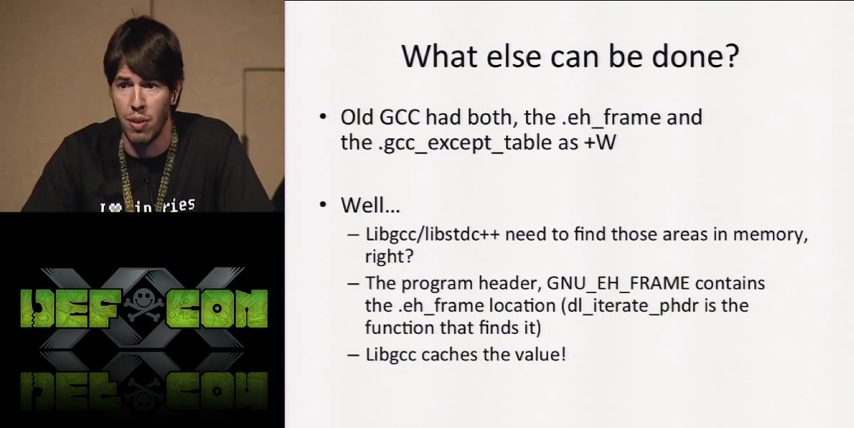 What else can be done?
• Old GCC had both, the .eh_frame and
the .gcc_except_table as +W
• Well...
– Libgcc/libstdc++ need to find those areas in memory,
right?
– The program header, GNU_EH_FRAME contains
the .eh_frame location (dl_iterate_phdr is the
function that finds it)
– Libgcc caches the value!
XX
DEF CON